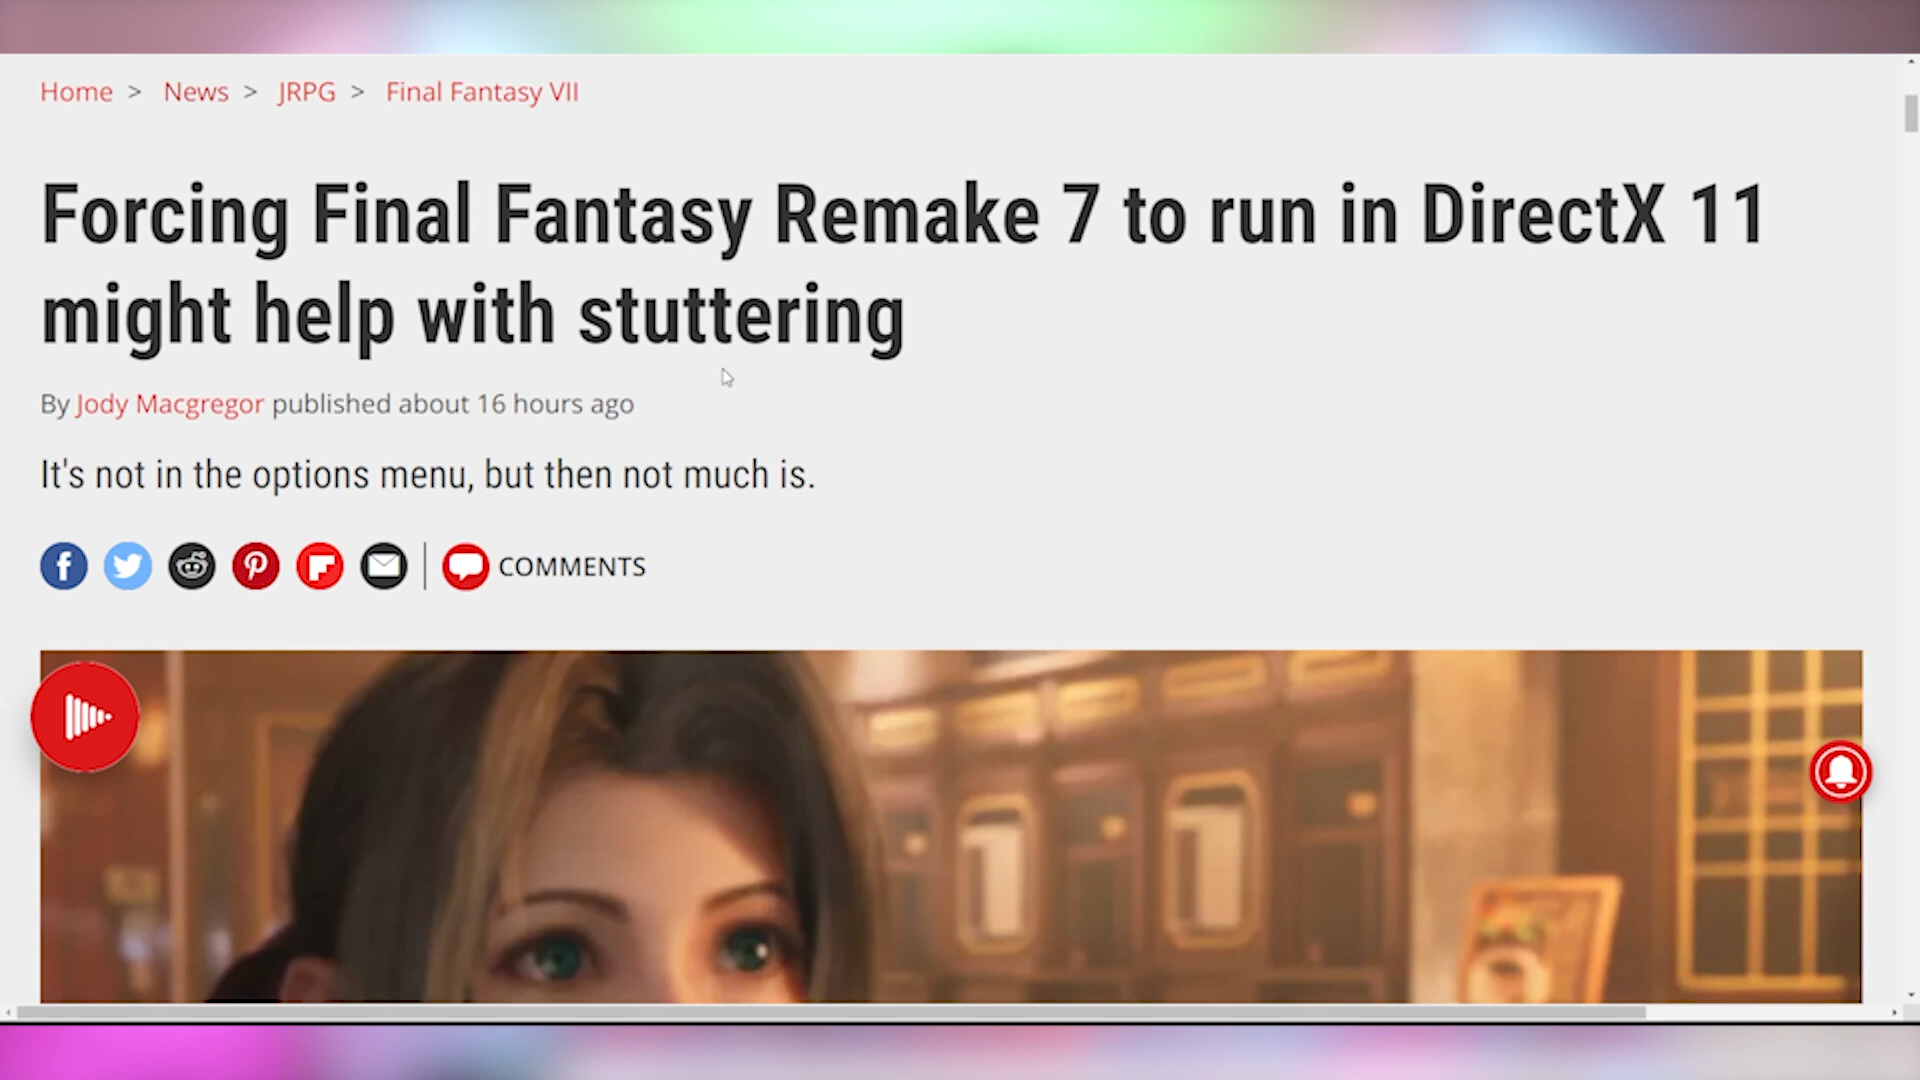 Home > News > JRPG > Final Fantasy VII
Forcing Final Fantasy Remake 7 to run in DirectX 11
might help with stuttering
By Jody Macgregor published about 16 hours ago
It's not in the options menu, but then not much is.
COMMENTS